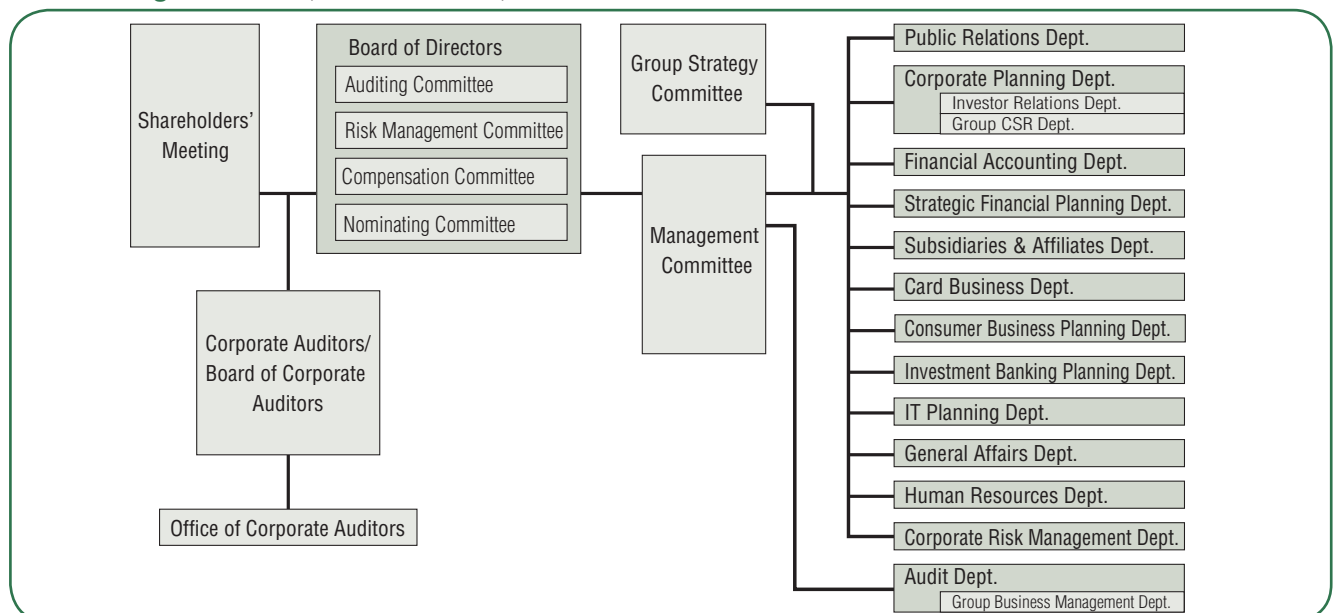 Shareholders'
Meeting
Board of Directors
Auditing Committee
Risk Management Committee
Compensation Committee
Nominating Committee
Corporate Auditors/
Board of Corporate
Auditors
Office of Corporate Auditors
Group Strategy
Committee
Management
Committee
Public Relations Dept.
Corporate Planning Dept.
Investor Relations Dept.
Group CSR Dept.
Financial Accounting Dept.
Strategic Financial Planning Dept.
Subsidiaries & Affiliates Dept.
Card Business Dept.
Consumer Business Planning Dept.
Investment Banking Planning Dept.
IT Planning Dept.
General Affairs Dept.
Human Resources Dept.
Corporate Risk Management Dept.
Audit Dept.
Group Business Management Dept.